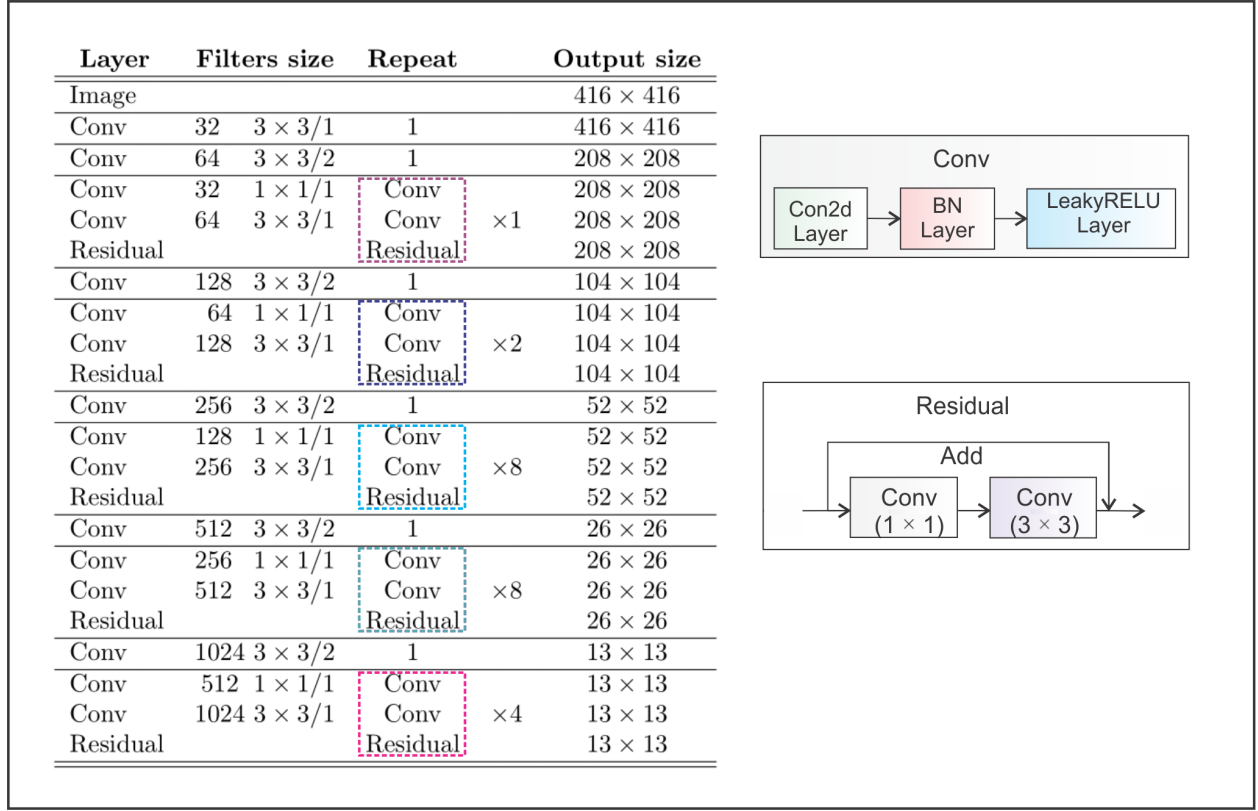 Layer Filters size Repeat Output size
Image 416 × 416
Conv 32 3 × 3/1 1 416 × 416
Conv 64 3 × 3/2 1 208 × 208
Conv 32 1 × 1/1 Conv 208 × 208
Conv 64 3 × 3/1 Conv ×1 208 × 208
Residual Residual 208 × 208
Conv 128 3 × 3/2 1 104 × 104
Conv 64 1 × 1/1 Conv 104 × 104
Conv 128 3 × 3/1 Conv ×2 104 × 104
Residual Residual 104 × 104
Conv 256 3 × 3/2 1 52 × 52
Conv 128 1 × 1/1 Conv 52 × 52
Conv 256 3 × 3/1 Conv ×8 52 × 52
Residual Residual 52 × 52
Conv 512 3 × 3/2 1 26 × 26
Conv 256 1 × 1/1 Conv 26 × 26
Conv 512 3 × 3/1 Conv ×8 26 × 26
Residual Residual 26 × 26
Conv 1024 3 × 3/2 1 13 × 13
Conv 512 1 × 1/1 Conv 13 × 13
Conv 1024 3 × 3/1 Conv ×4 13 × 13
Residual Residual 13 × 13
Conv
Con2d
Layer
BN
Layer
LeakyRELU
Layer
Residual
Add
Conv
(1 × 1)
Conv
(3 × 3)